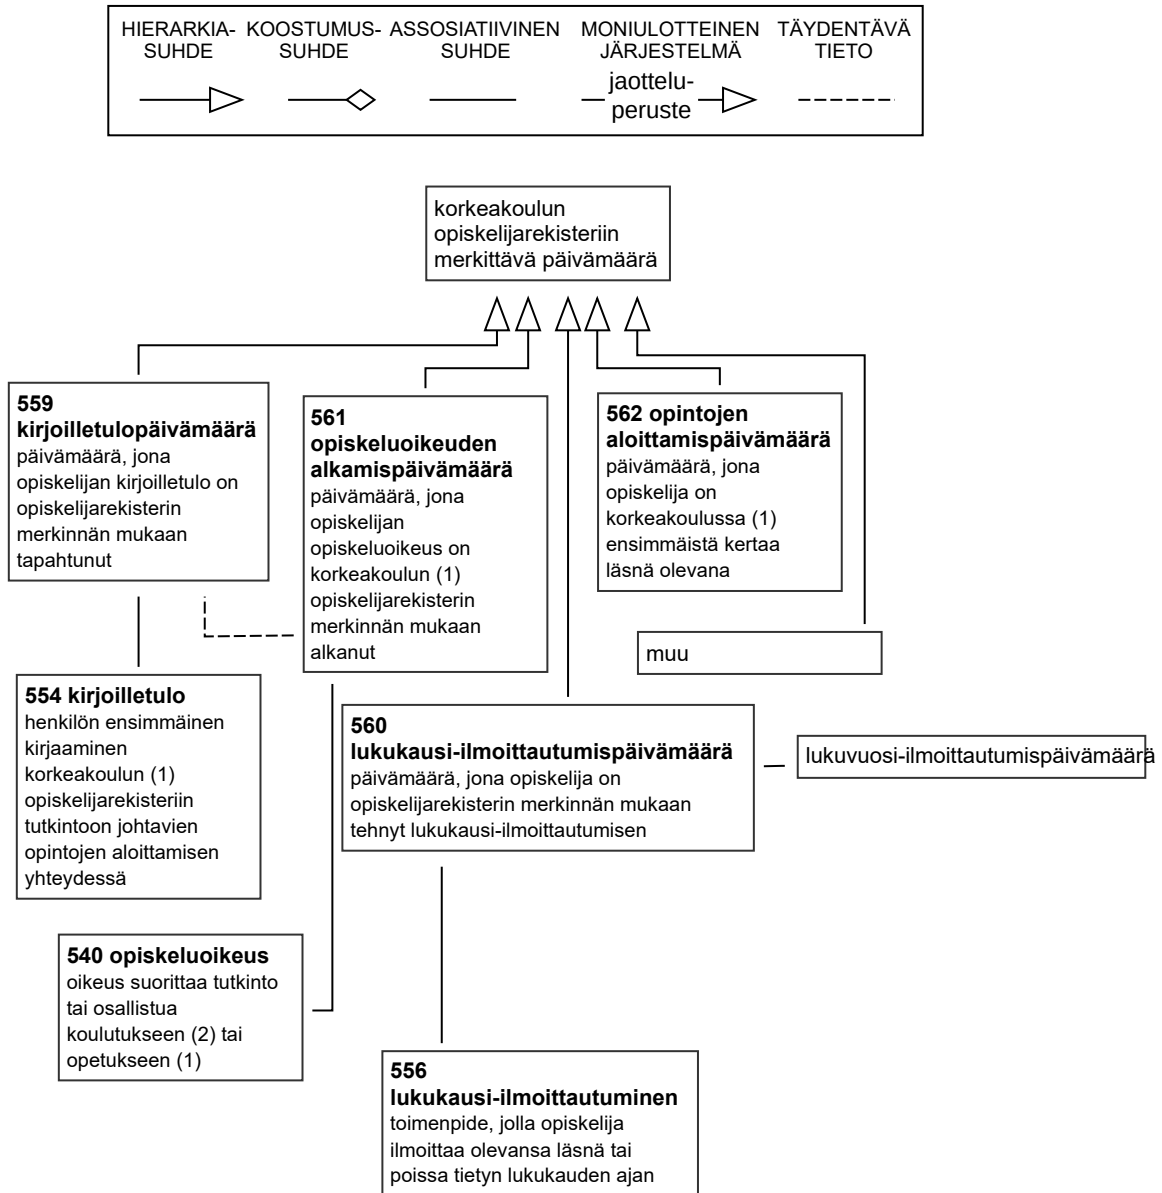 HIERARKIA-
SUHDE
KOOSTUMUS-
SUHDE
ASSOSIATIIVINEN
SUHDE
MONIULOTTEINEN
JÄRJESTELMÄ
jaottelu-
peruste
TÄYDENTÄVÄ
TIETO
korkeakoulun
opiskelijarekisteriin
merkittävä päivämäärä
559
kirjoilletulopäivämäärä
päivämäärä, jona
opiskelijan kirjoilletulo on
opiskelijarekisterin
merkinnän mukaan
tapahtunut
561
opiskeluoikeuden
alkamispäivämäärä
päivämäärä, jona
opiskelijan
opiskeluoikeus on
korkeakoulun (1)
opiskelijarekisterin
merkinnän mukaan
alkanut
562 opintojen
aloittamispäivämäärä
päivämäärä, jona
opiskelija on
korkeakoulussa (1)
ensimmäistä kertaa
läsnä olevana
muu
554 kirjoilletulo
henkilön ensimmäinen
kirjaaminen
korkeakoulun (1)
opiskelijarekisteriin
tutkintoon johtavien
opintojen aloittamisen
yhteydessä
560
lukukausi-ilmoittautumispäivämäärä
päivämäärä, jona opiskelija on
opiskelijarekisterin merkinnän mukaan
tehnyt lukukausi-ilmoittautumisen
lukuvuosi-ilmoittautumispäivämäärä
540 opiskeluoikeus
oikeus suorittaa tutkinto
tai osallistua
koulutukseen (2) tai
opetukseen (1)
556
lukukausi-ilmoittautuminen
toimenpide, jolla opiskelija
ilmoittaa olevansa läsnä tai
poissa tietyn lukukauden ajan